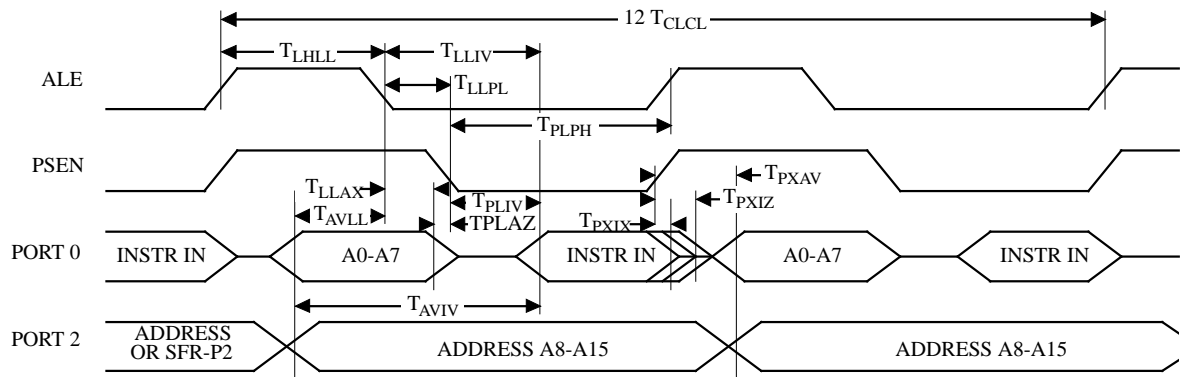 12 TCLCL
TLHLL TLLIV
ALE
TLLPL
TPLPH
PSEN
TPXAV
TLLAX TPLIV TPXIZ
TAVLL TPLAZ TPXIX
PORT 0 INSTR IN A0-A7 INSTR IN A0-A7 INSTR IN
TAVIV
ADDRESS
OR SFR-P2
PORT 2 ADDRESS A8-A15 ADDRESS A8-A15